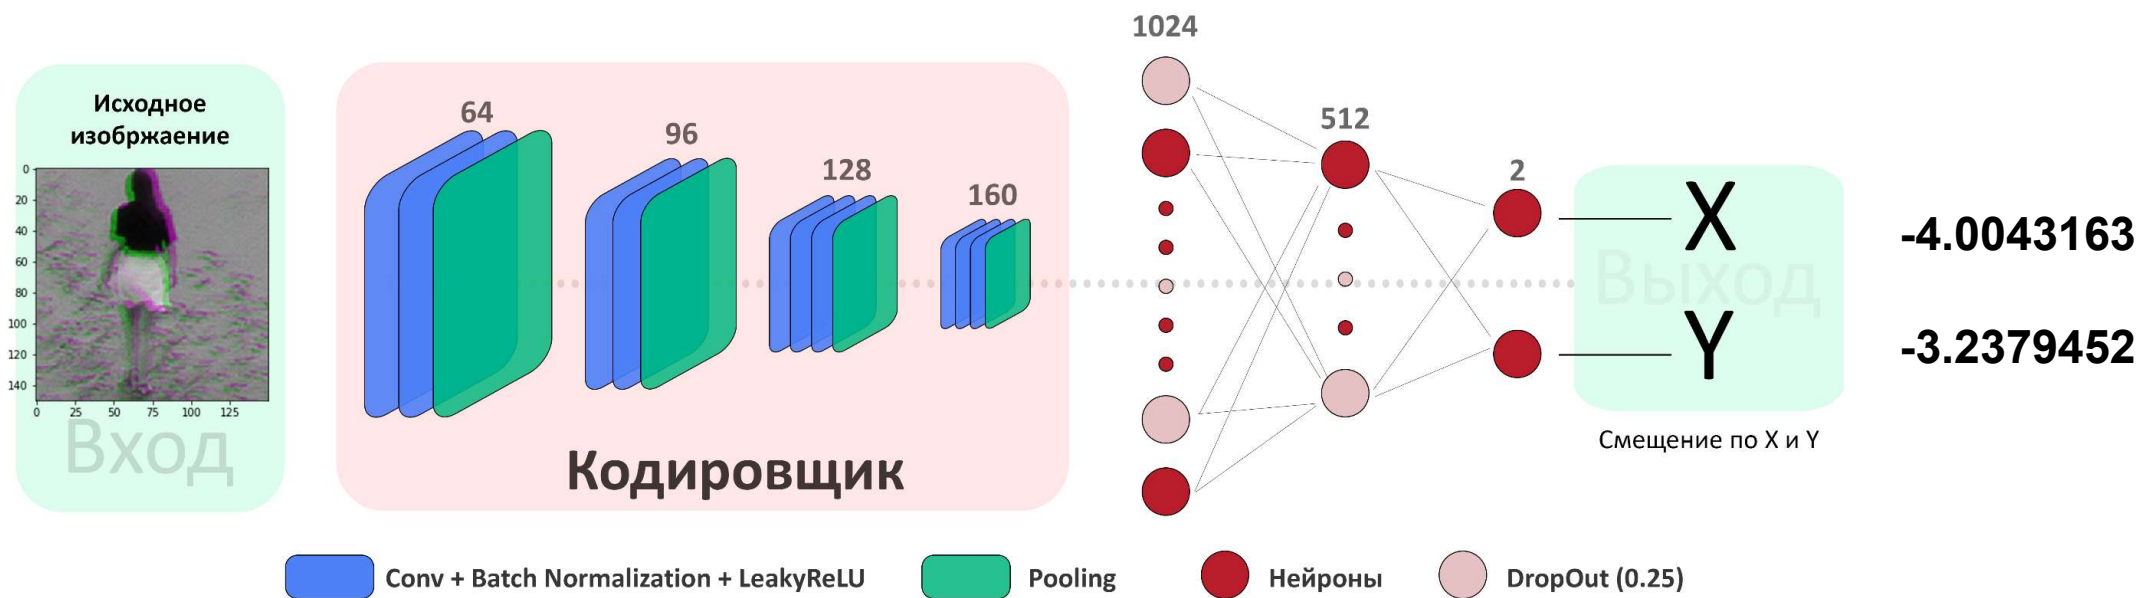 Исходное
изобржаение
0
20
40
60
80
100
120
140
0 25 50 75 100 125
Вход
64
96
128
160
Кодировщик
1024
512
2
X
Выход
Y
Смещение по X и Y
-4.0043163
-3.2379452
Conv + Batch Normalization + LeakyReLU
Pooling
Нейроны
DropOut (0.25)